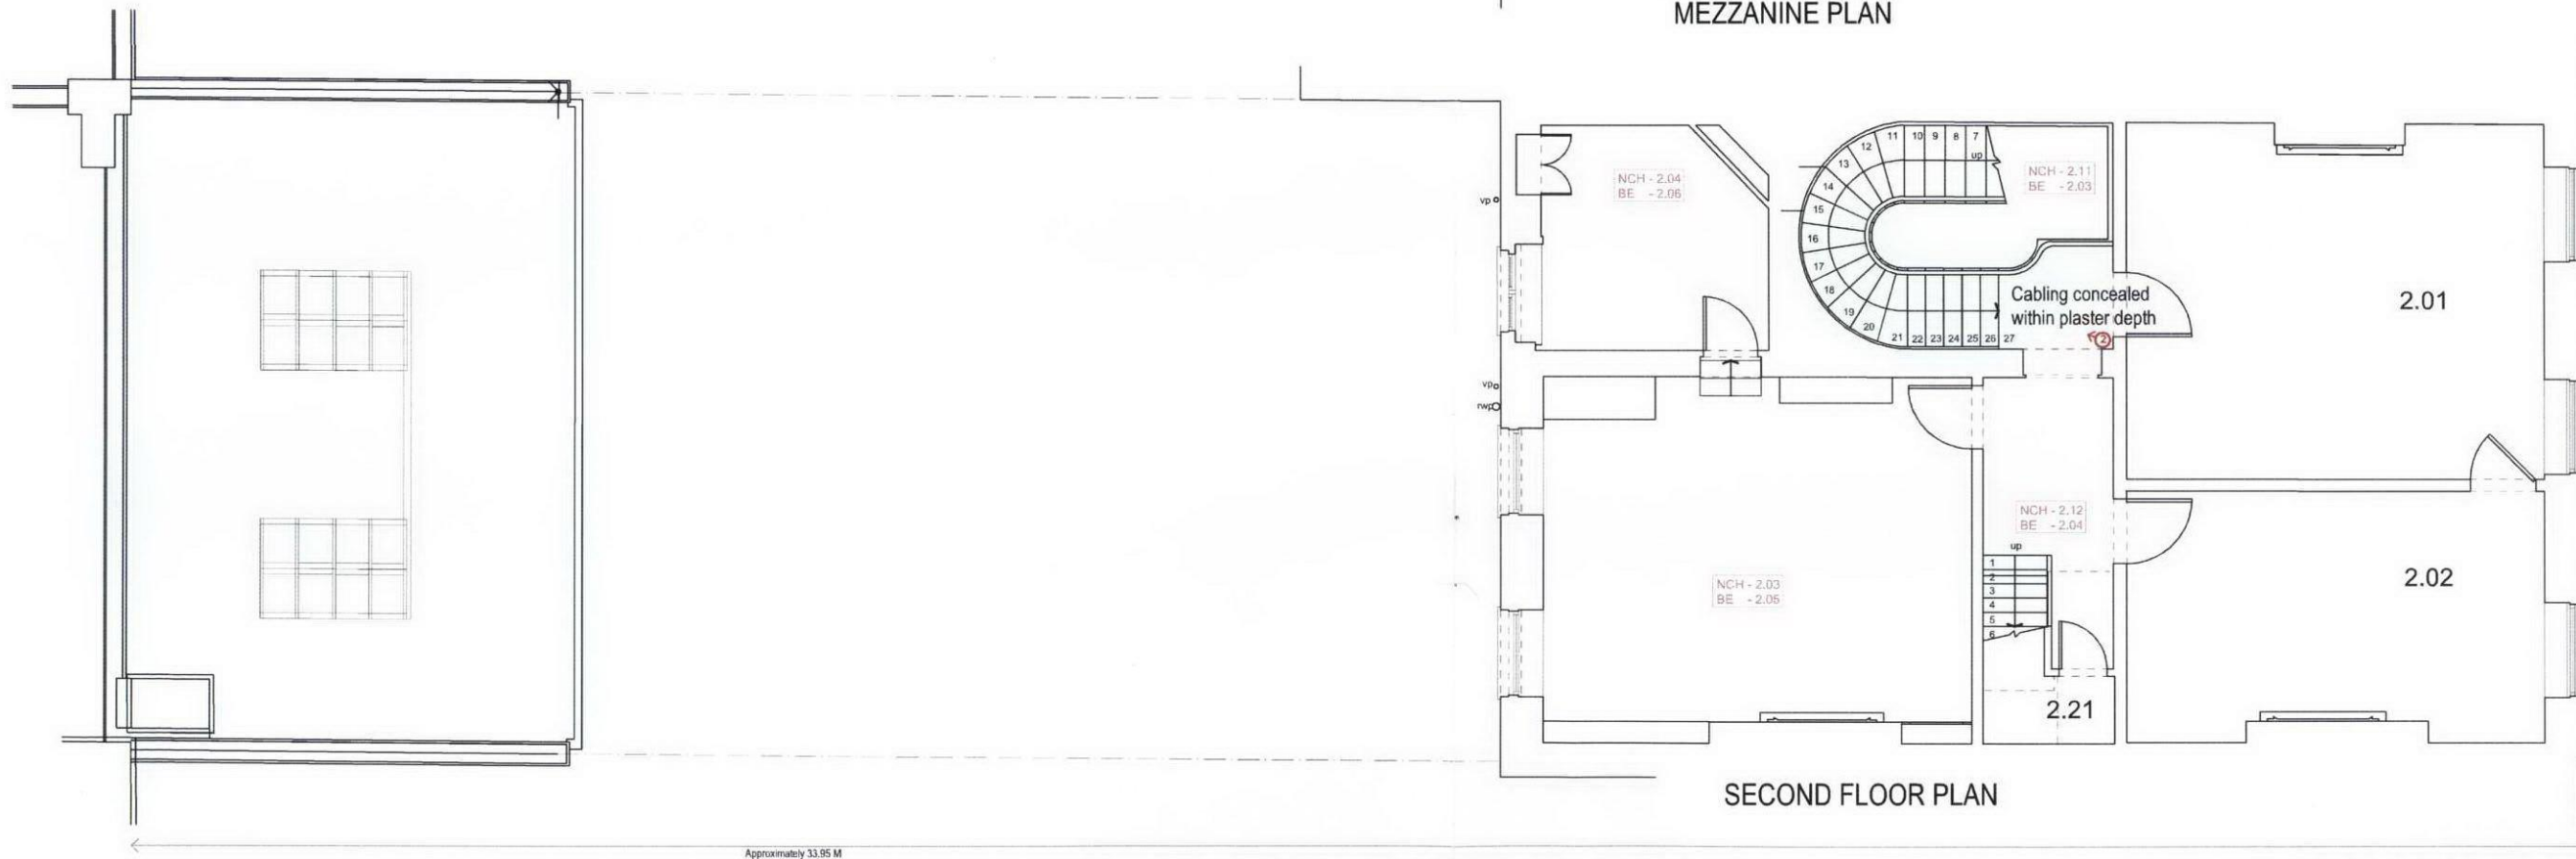 MEZZANINE PLAN
NCH - 2.04
BE - 2.06
vp
11 10 9 8 7
up
12
13
14
15
16
17
18
19
20
21 22 23 24 25 26 27
NCH - 2.11
BE - 2.03
Cabling concealed
within plaster depth
2
2.01
vp
rwp
NCH - 2.03
BE - 2.05
NCH - 2.12
BE - 2.04
up
1
2
3
4
5
6
2.21
2.02
SECOND FLOOR PLAN
Approximately 33.95 M